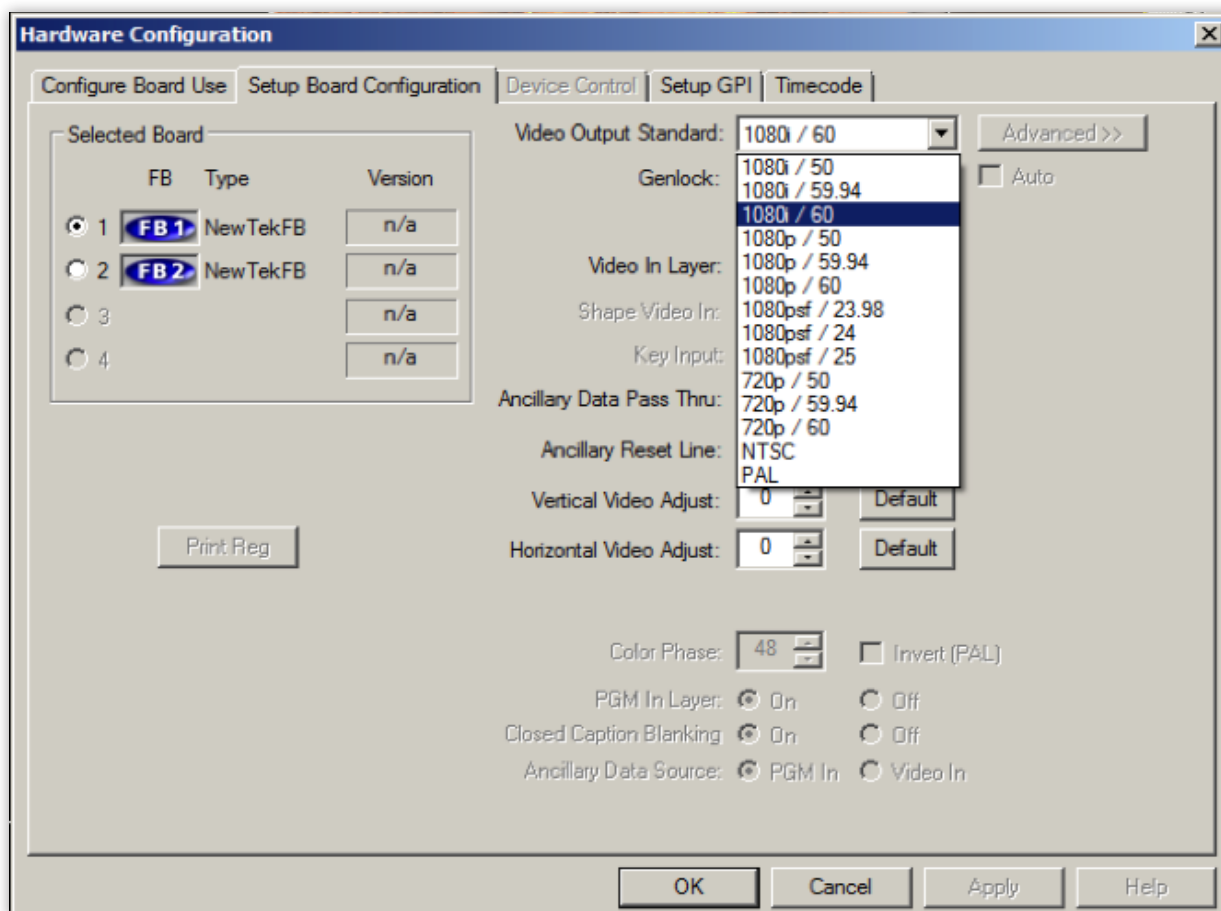 Hardware Configuration
Configure Board Use Setup Board Configuration Device Control Setup GPI Timecode
Selected Board
FB Type Version
1 FB 1 NewTekFB n/a
2 FB 2 NewTekFB n/a
3 n/a
4 n/a
Print Reg
Video Output Standard: 1080i / 60 Advanced >>
Genlock: Auto
1080i / 50
1080i / 59.94
1080i / 60
1080p / 50
1080p / 59.94
1080p / 60
1080psf / 23.98
1080psf / 24
1080psf / 25
720p / 50
720p / 59.94
720p / 60
NTSC
PAL
Video In Layer:
Shape Video In:
Key Input:
Ancillary Data Pass Thru:
Ancillary Reset Line:
Vertical Video Adjust: 0 Default
Horizontal Video Adjust: 0 Default
Color Phase: 48 Invert (PAL)
PGM In Layer: On Off
Closed Caption Blanking On Off
Ancillary Data Source: PGM In Video In
OK Cancel Apply Help